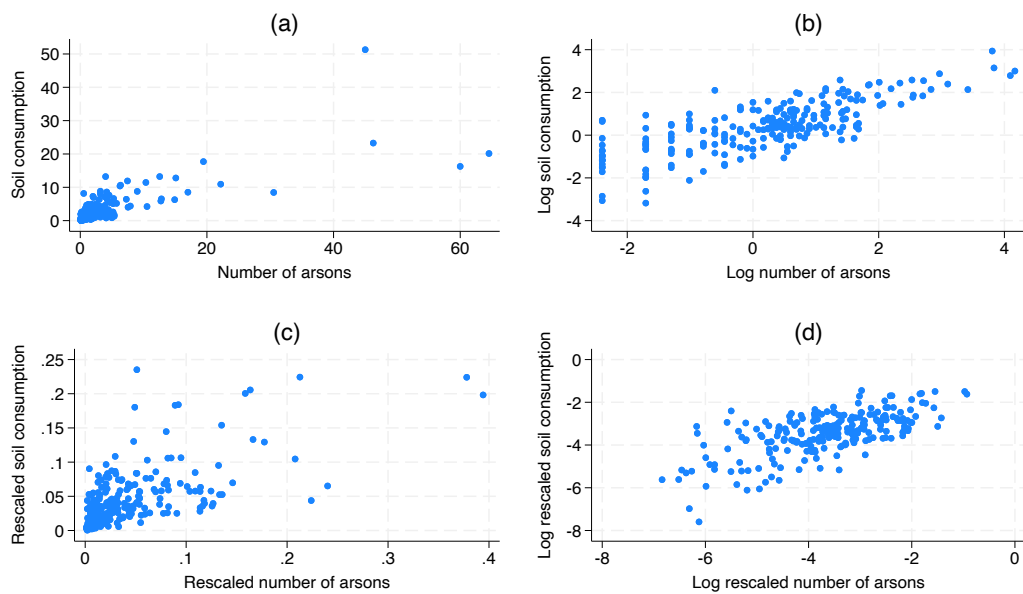 (a)
Soil consumption
50
40
30
20
10
0
0 20 40 60
Number of arsons
(b)
Log soil consumption
4
2
0
-2
-4
-2 0 2 4
Log number of arsons
(c)
Rescaled soil consumption
.25
.2
.15
.1
.05
0
0 .1 .2 .3 .4
Rescaled number of arsons
(d)
Log rescaled soil consumption
0
-2
-4
-6
-8
-8 -6 -4 -2 0
Log rescaled number of arsons